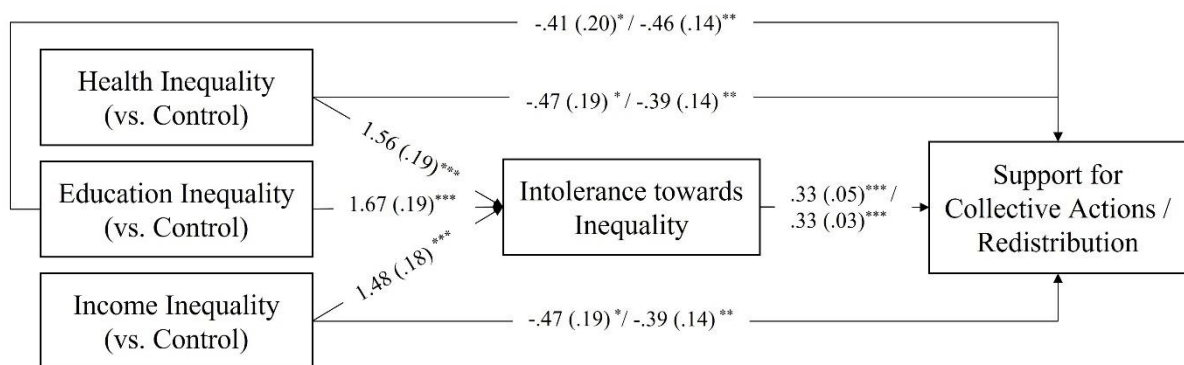 -.41 (.20)* / -.46 (.14)**
Health Inequality
(vs. Control)
-.47 (.19) * / -.39 (.14) **
1.56 (.19)***
Education Inequality
(vs. Control)
1.67 (.19)***
Intolerance towards
Inequality
.33 (.05)*** /
.33 (.03)***
Support for
Collective Actions /
Redistribution
1.48 (.18) ***
Income Inequality
(vs. Control)
-.47 (.19) * / -.39 (.14) **